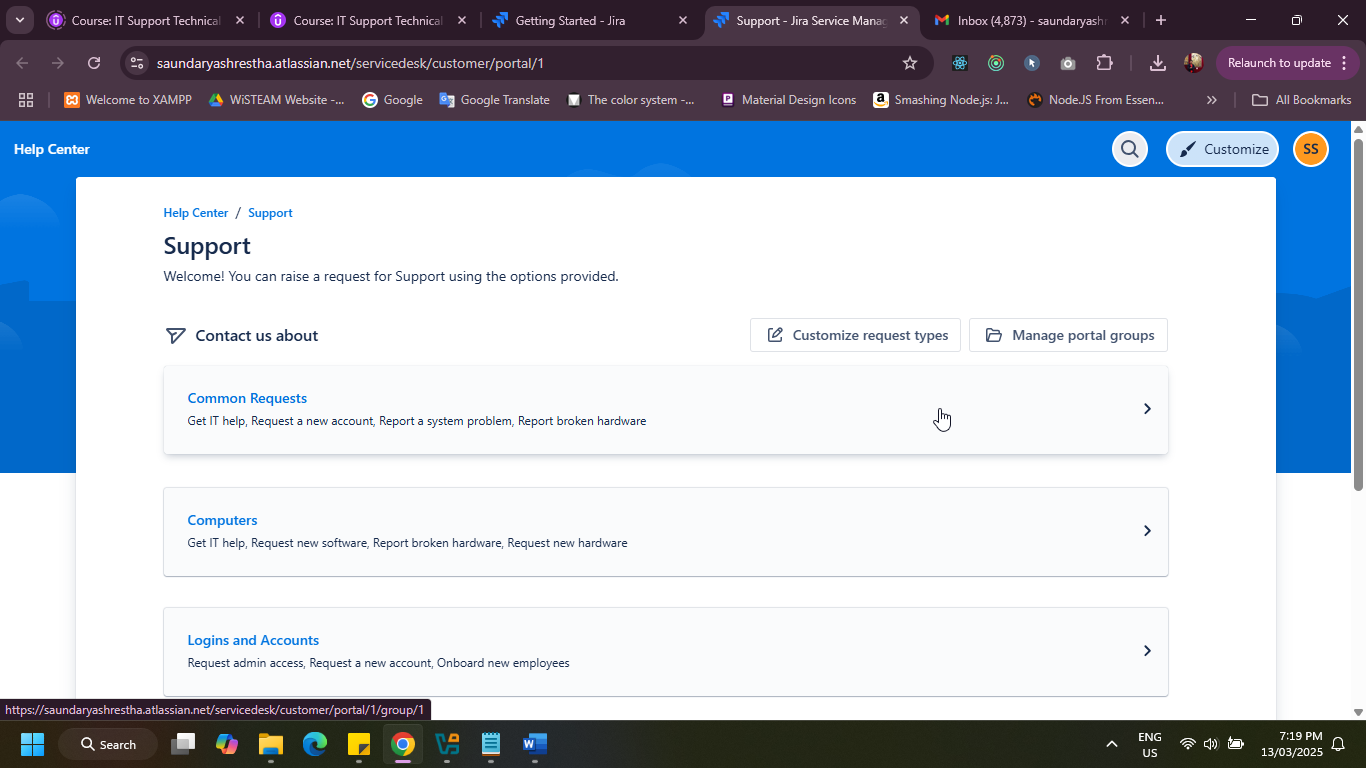 Course: IT Support Technical
Course: IT Support Technical
Getting Started - Jira
Support - Jira Service Manag
Inbox (4,873) - saundaryashr
saundaryashrestha.atlassian.net/servicedesk/customer/portal/1
Relaunch to update
Welcome to XAMPP
WiSTEAM Website -...
Google
Google Translate
The color system -...
Material Design Icons
Smashing Node.js: J...
NodeJS From Essen...
All Bookmarks
Help Center
Customize
SS
Help Center / Support
Support
Welcome! You can raise a request for Support using the options provided.
Contact us about
Customize request types
Manage portal groups
Common Requests
Get IT help, Request a new account, Report a system problem, Report broken hardware
Computers
Get IT help, Request new software, Report broken hardware, Request new hardware
Logins and Accounts
Request admin access, Request a new account, Onboard new employees
https://saundaryashrestha.atlassian.net/servicedesk/customer/portal/1/group/1
Search
ENG
US
7:19 PM
13/03/2025